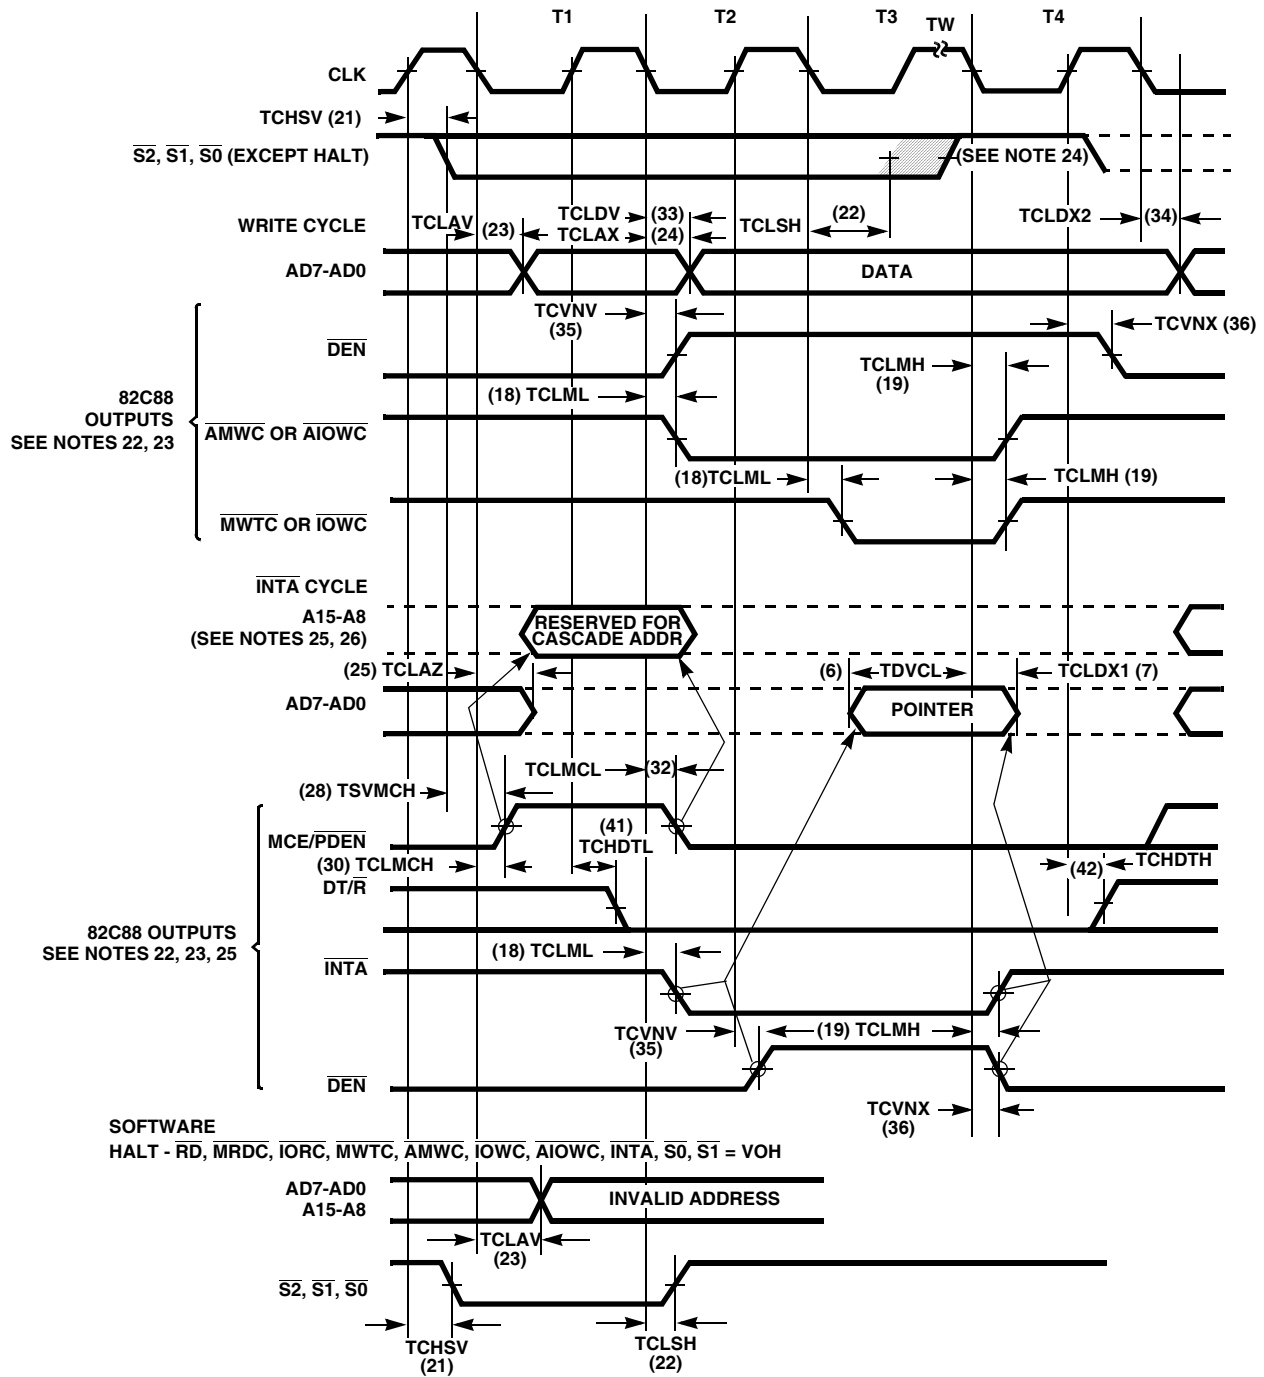 T1 T2 T3 TW T4
CLK
TCHSV (21)
S2, S1, S0 (EXCEPT HALT)
(SEE NOTE 24)
WRITE CYCLE
TCLAV (23)
TCLDV (33)
TCLAX (24)
TCLSH (22)
TCLDX2 (34)
AD7-AD0
DATA
TCVNV
(35)
TCVNX (36)
DEN
TCLMH
(19)
(18) TCLML
82C88
OUTPUTS
SEE NOTES 22, 23
AMWC OR AIOWC
(18)TCLML
TCLMH (19)
MWTC OR IOWC
INTA CYCLE
A15-A8
(SEE NOTES 25, 26)
RESERVED FOR
CASCADE ADDR
(25) TCLAZ
(6) TDVCL
TCLDX1 (7)
AD7-AD0
POINTER
TCLMCL (32)
(28) TSVMCH
MCE/PDEN
(41)
TCHDTL
(30) TCLMCH
(42) TCHDTH
DT/R
82C88 OUTPUTS
SEE NOTES 22, 23, 25
(18) TCLML
INTA
TCVNV
(35)
(19) TCLMH
DEN
TCVNX
(36)
SOFTWARE
HALT - RD, MRDC, IORC, MWTC, AMWC, IOWC, AIOWC, INTA, S0, S1 = VOH
AD7-AD0
A15-A8
INVALID ADDRESS
TCLAV
(23)
S2, S1, S0
TCHSV
(21)
TCLSH
(22)